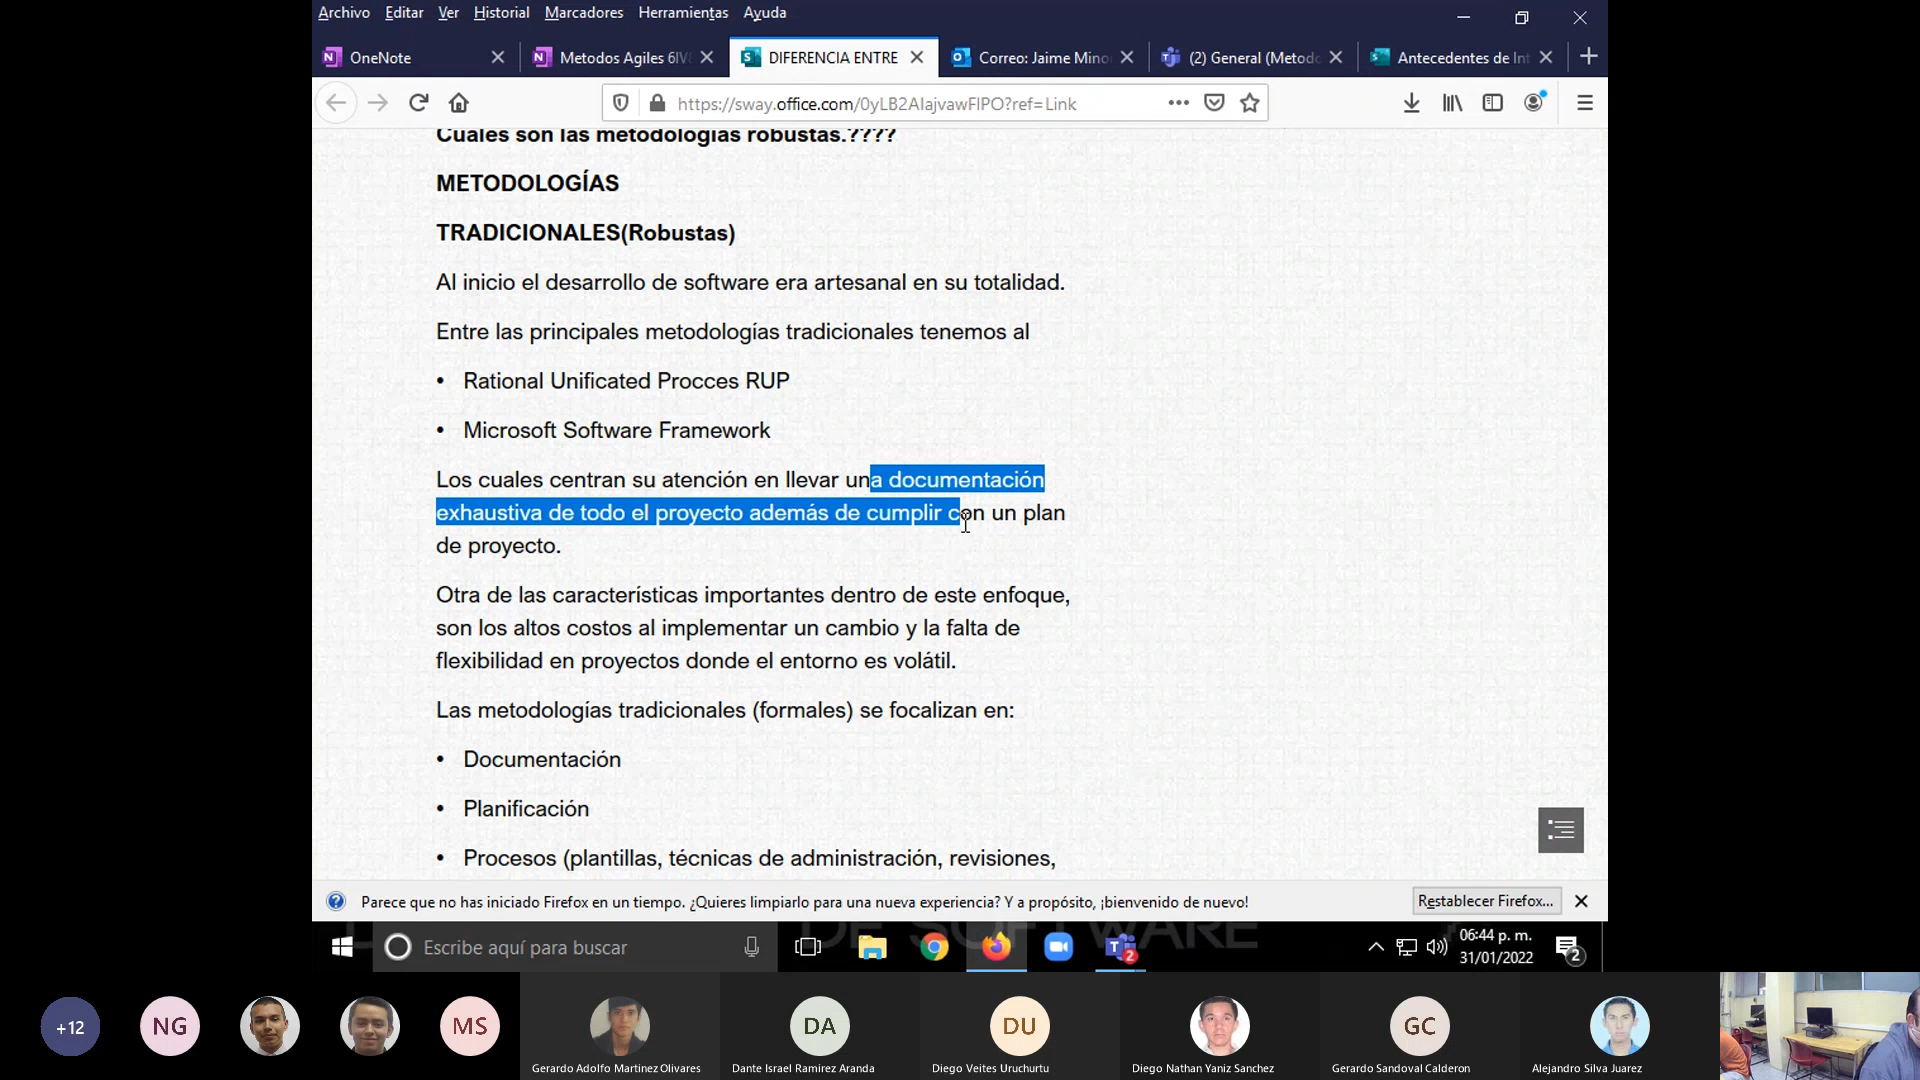 Archivo Editar Ver Historial Marcadores Herramientas Ayuda
OneNote
Metodos Agiles 6IV
DIFERENCIA ENTRE
Correo: Jaime Mino
(2) General (Metod
Antecedentes de Int
https://sway.office.com/0yLB2AIajvawFIPO?ref=Link
Cuales son las metodologías robustas.????
METODOLOGÍAS
TRADICIONALES(Robustas)
Al inicio el desarrollo de software era artesanal en su totalidad.
Entre las principales metodologías tradicionales tenemos al
• Rational Unificated Procces RUP
• Microsoft Software Framework
Los cuales centran su atención en llevar una documentación
exhaustiva de todo el proyecto además de cumplir con un plan
de proyecto.
Otra de las características importantes dentro de este enfoque,
son los altos costos al implementar un cambio y la falta de
flexibilidad en proyectos donde el entorno es volátil.
Las metodologías tradicionales (formales) se focalizan en:
• Documentación
• Planificación
• Procesos (plantillas, técnicas de administración, revisiones,
Parece que no has iniciado Firefox en un tiempo. ¿Quieres limpiarlo para una nueva experiencia? Y a propósito, ¡bienvenido de nuevo!
Restablecer Firefox...
DE SOFTWARE
Escribe aquí para buscar
2
06:44 p. m.
31/01/2022
2
+12
NG
MS
DA
DU
GC
Gerardo Adolfo Martinez Olivares
Dante Israel Ramirez Aranda
Diego Veites Uruchurtu
Diego Nathan Yaniz Sanchez
Gerardo Sandoval Calderon
Alejandro Silva Juarez